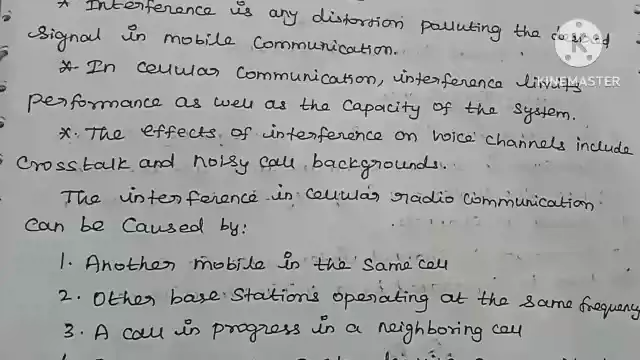 * Interference is any distortion polluting the desired
signal in mobile communication.
* In cellular communication, interference limits
performance as well as the capacity of the system.
*. The effects of interference on voice channels include
crosstalk and noisy call backgrounds.
The interference in cellular radio communication
can be caused by:
1. Another mobile in the same cell
2. Other base stations operating at the same frequency
3. A call in progress in a neighboring cell
KINEMASTER